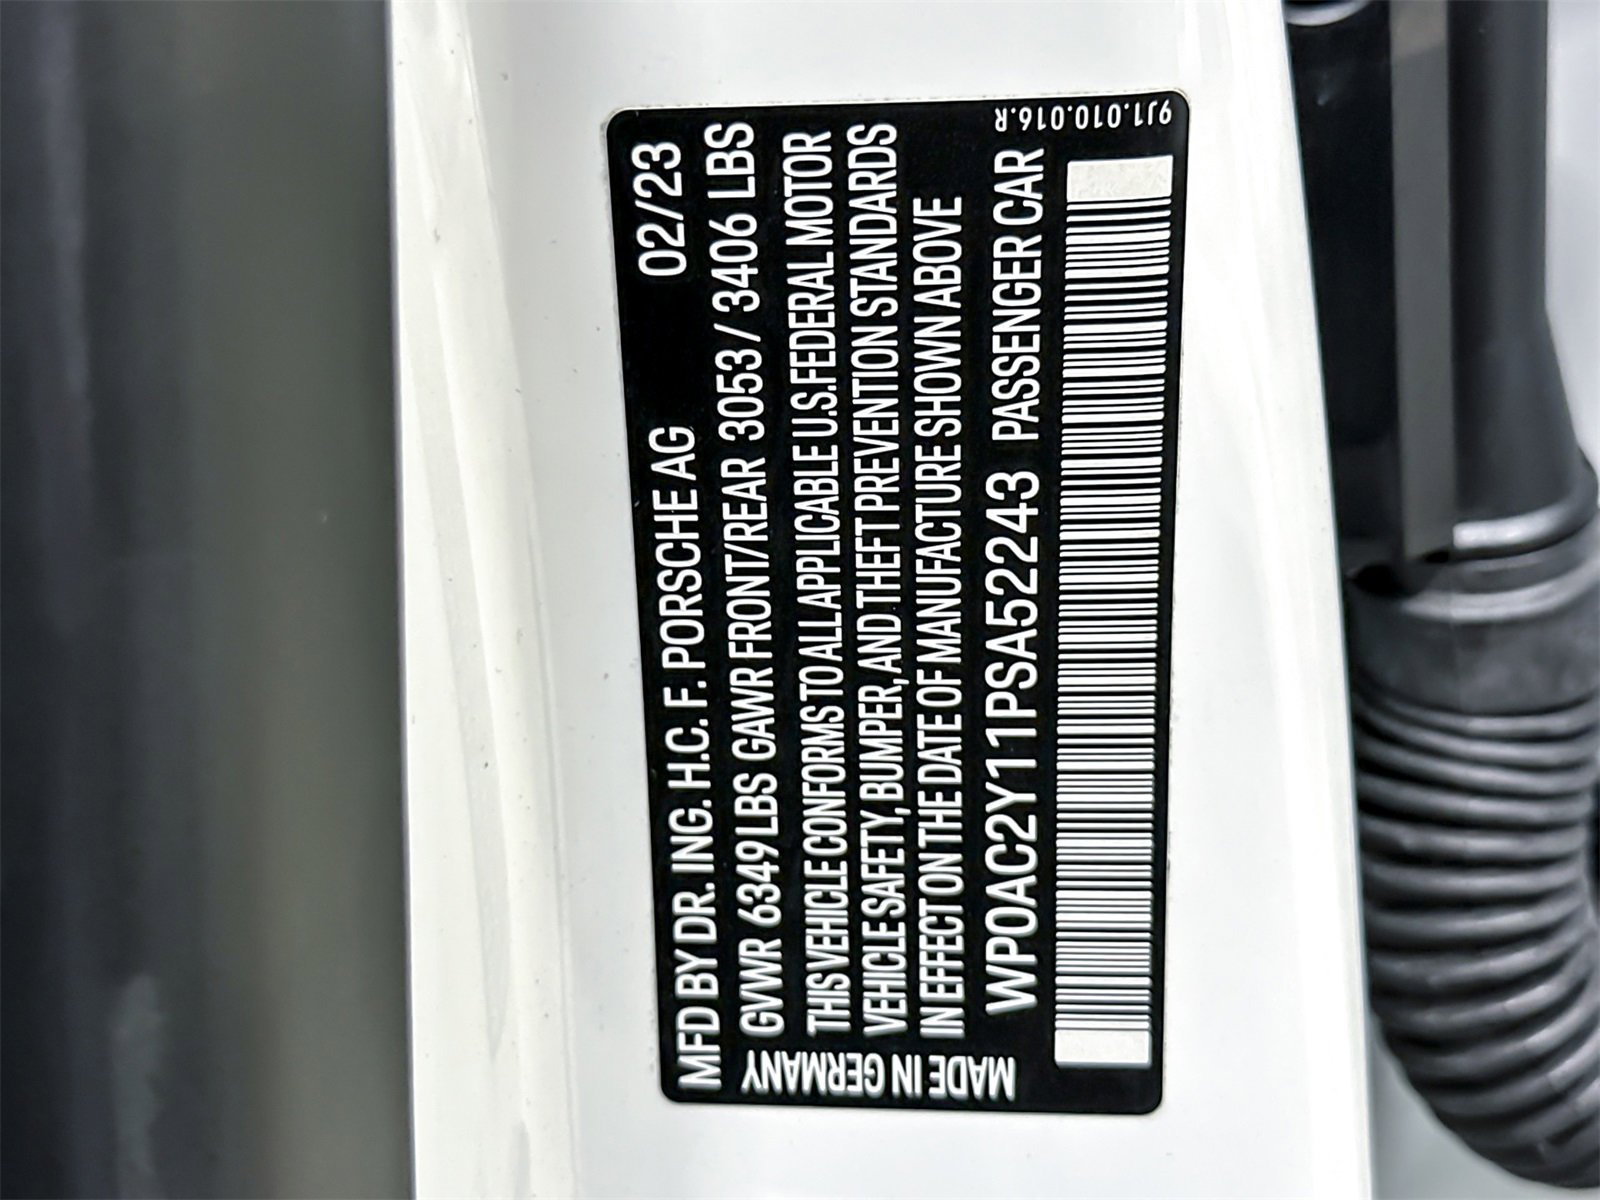 MFD BY DR. ING. H.C. F. PORSCHE AG 02/23
GVWR 6349 LBS GAWR FRONT/REAR 3053 / 3406 LBS
THIS VEHICLE CONFORMS TO ALL APPLICABLE U.S. FEDERAL MOTOR
VEHICLE SAFETY, BUMPER, AND THEFT PREVENTION STANDARDS
IN EFFECT ON THE DATE OF MANUFACTURE SHOWN ABOVE
WP0AC2Y11PSA52243 PASSENGER CAR
MADE IN GERMANY
9J1.010.016.R